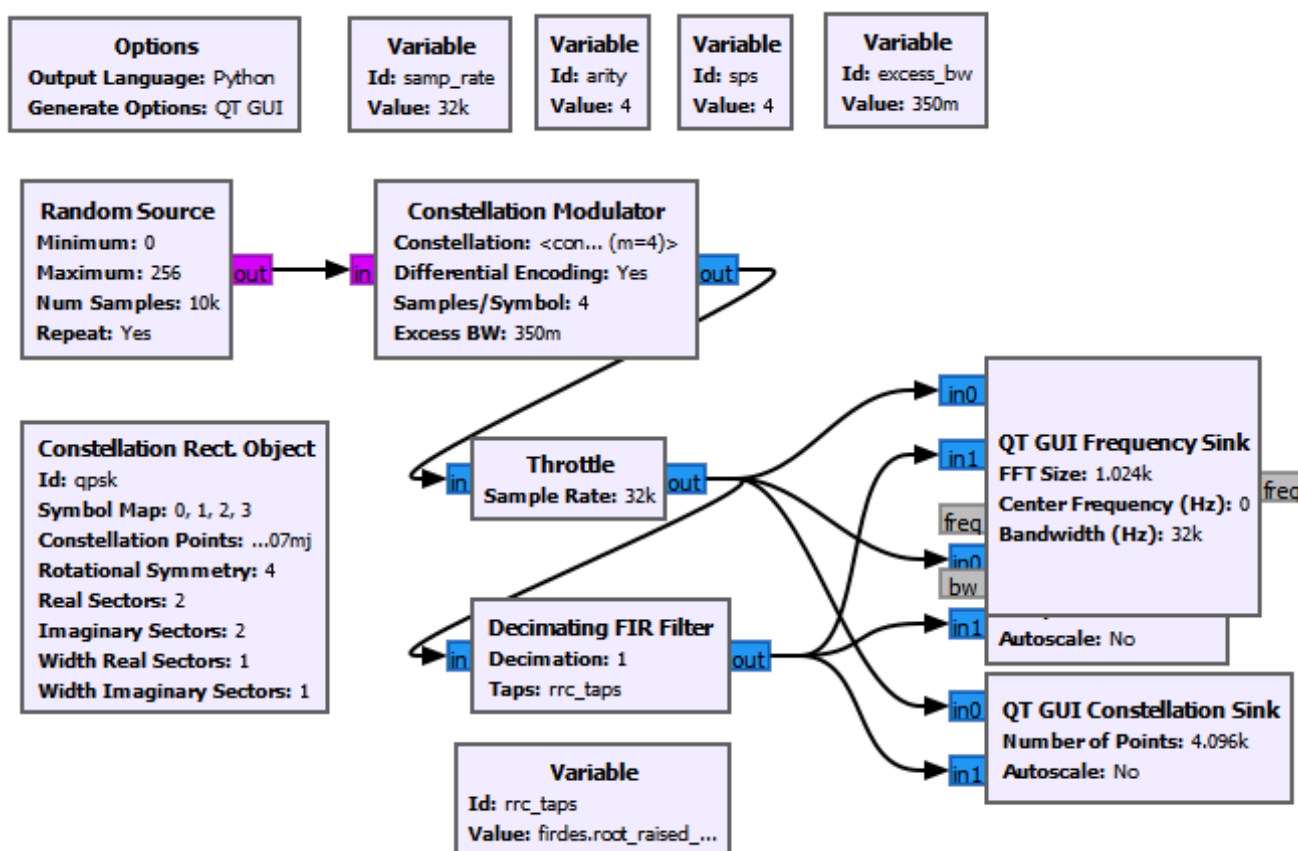 Options
Output Language: Python
Generate Options: QT GUI
Variable
Id: samp_rate
Value: 32k
Variable
Id: arity
Value: 4
Variable
Id: sps
Value: 4
Variable
Id: excess_bw
Value: 350m
Random Source
Minimum: 0
Maximum: 256
Num Samples: 10k
Repeat: Yes
out
in
Constellation Modulator
Constellation: <con... (m=4)>
Differential Encoding: Yes
Samples/Symbol: 4
Excess BW: 350m
out
Constellation Rect. Object
Id: qpsk
Symbol Map: 0, 1, 2, 3
Constellation Points: ...07mj
Rotational Symmetry: 4
Real Sectors: 2
Imaginary Sectors: 2
Width Real Sectors: 1
Width Imaginary Sectors: 1
in
Throttle
Sample Rate: 32k
out
in0
in1
freq
bw
QT GUI Frequency Sink
FFT Size: 1.024k
Center Frequency (Hz): 0
Bandwidth (Hz): 32k
freq
in0
in1
Autoscale: No
in
Decimating FIR Filter
Decimation: 1
Taps: rrc_taps
out
in0
in1
QT GUI Constellation Sink
Number of Points: 4.096k
Autoscale: No
Variable
Id: rrc_taps
Value: firdes.root_raised_...